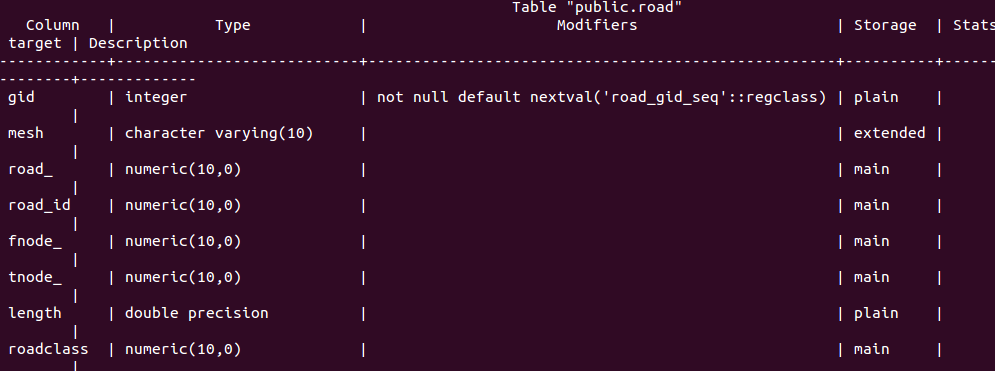 Table "public.road"
Column | Type | Modifiers | Storage | Stats
target | Description
------------+---------------------------+-----------------------------------------------------+----------+------
--------+-------------
gid | integer | not null default nextval('road_gid_seq'::regclass) | plain |
|
mesh | character varying(10) | | extended |
|
road_ | numeric(10,0) | | main |
|
road_id | numeric(10,0) | | main |
|
fnode_ | numeric(10,0) | | main |
|
tnode_ | numeric(10,0) | | main |
|
length | double precision | | plain |
|
roadclass | numeric(10,0) | | main |
|